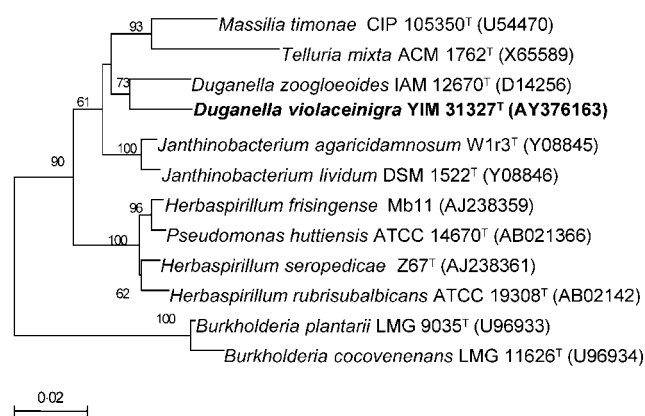 93
Massilia timonae CIP 105350ᵀ (U54470)
Telluria mixta ACM 1762ᵀ (X65589)
73
Duganella zoogloeoides IAM 12670ᵀ (D14256)
61
Duganella violaceinigra YIM 31327ᵀ (AY376163)
100
Janthinobacterium agaricidamnosum W1r3ᵀ (Y08845)
90
Janthinobacterium lividum DSM 1522ᵀ (Y08846)
96
Herbaspirillum frisingense Mb11 (AJ238359)
100
Pseudomonas huttiensis ATCC 14670ᵀ (AB021366)
Herbaspirillum seropedicae Z67ᵀ (AJ238361)
62
Herbaspirillum rubrisubalbicans ATCC 19308ᵀ (AB02142)
100
Burkholderia plantarii LMG 9035ᵀ (U96933)
Burkholderia cocovenenans LMG 11626ᵀ (U96934)
0·02